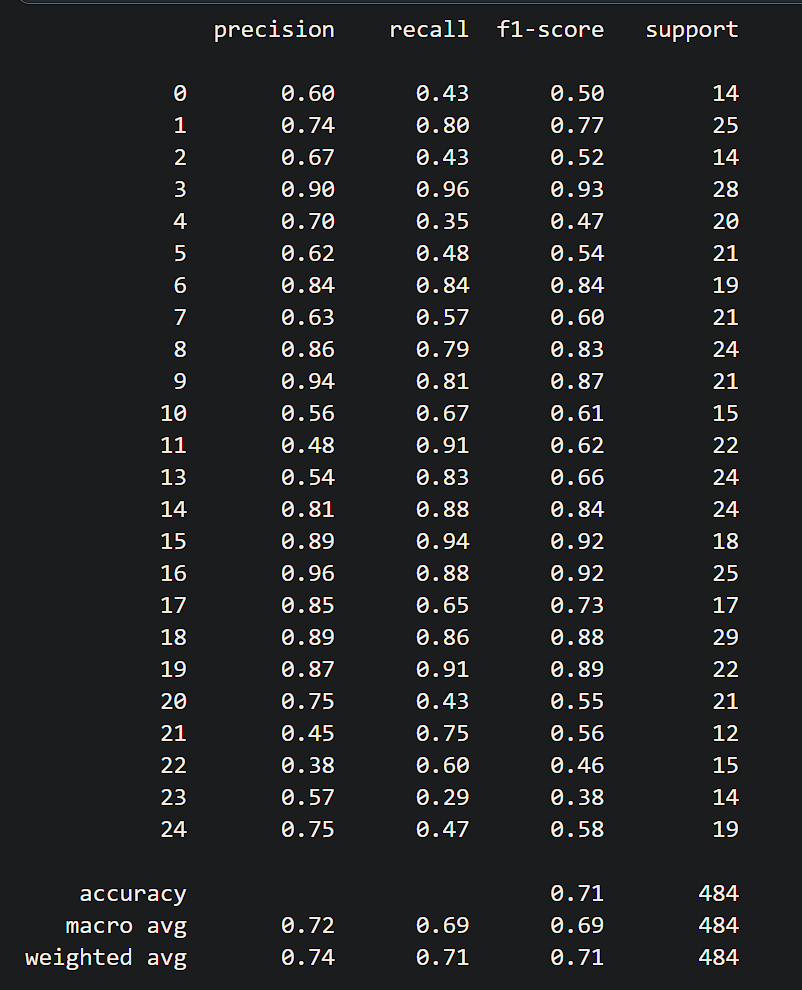 precision recall f1-score support
0 0.60 0.43 0.50 14
1 0.74 0.80 0.77 25
2 0.67 0.43 0.52 14
3 0.90 0.96 0.93 28
4 0.70 0.35 0.47 20
5 0.62 0.48 0.54 21
6 0.84 0.84 0.84 19
7 0.63 0.57 0.60 21
8 0.86 0.79 0.83 24
9 0.94 0.81 0.87 21
10 0.56 0.67 0.61 15
11 0.48 0.91 0.62 22
13 0.54 0.83 0.66 24
14 0.81 0.88 0.84 24
15 0.89 0.94 0.92 18
16 0.96 0.88 0.92 25
17 0.85 0.65 0.73 17
18 0.89 0.86 0.88 29
19 0.87 0.91 0.89 22
20 0.75 0.43 0.55 21
21 0.45 0.75 0.56 12
22 0.38 0.60 0.46 15
23 0.57 0.29 0.38 14
24 0.75 0.47 0.58 19
accuracy 0.71 484
macro avg 0.72 0.69 0.69 484
weighted avg 0.74 0.71 0.71 484